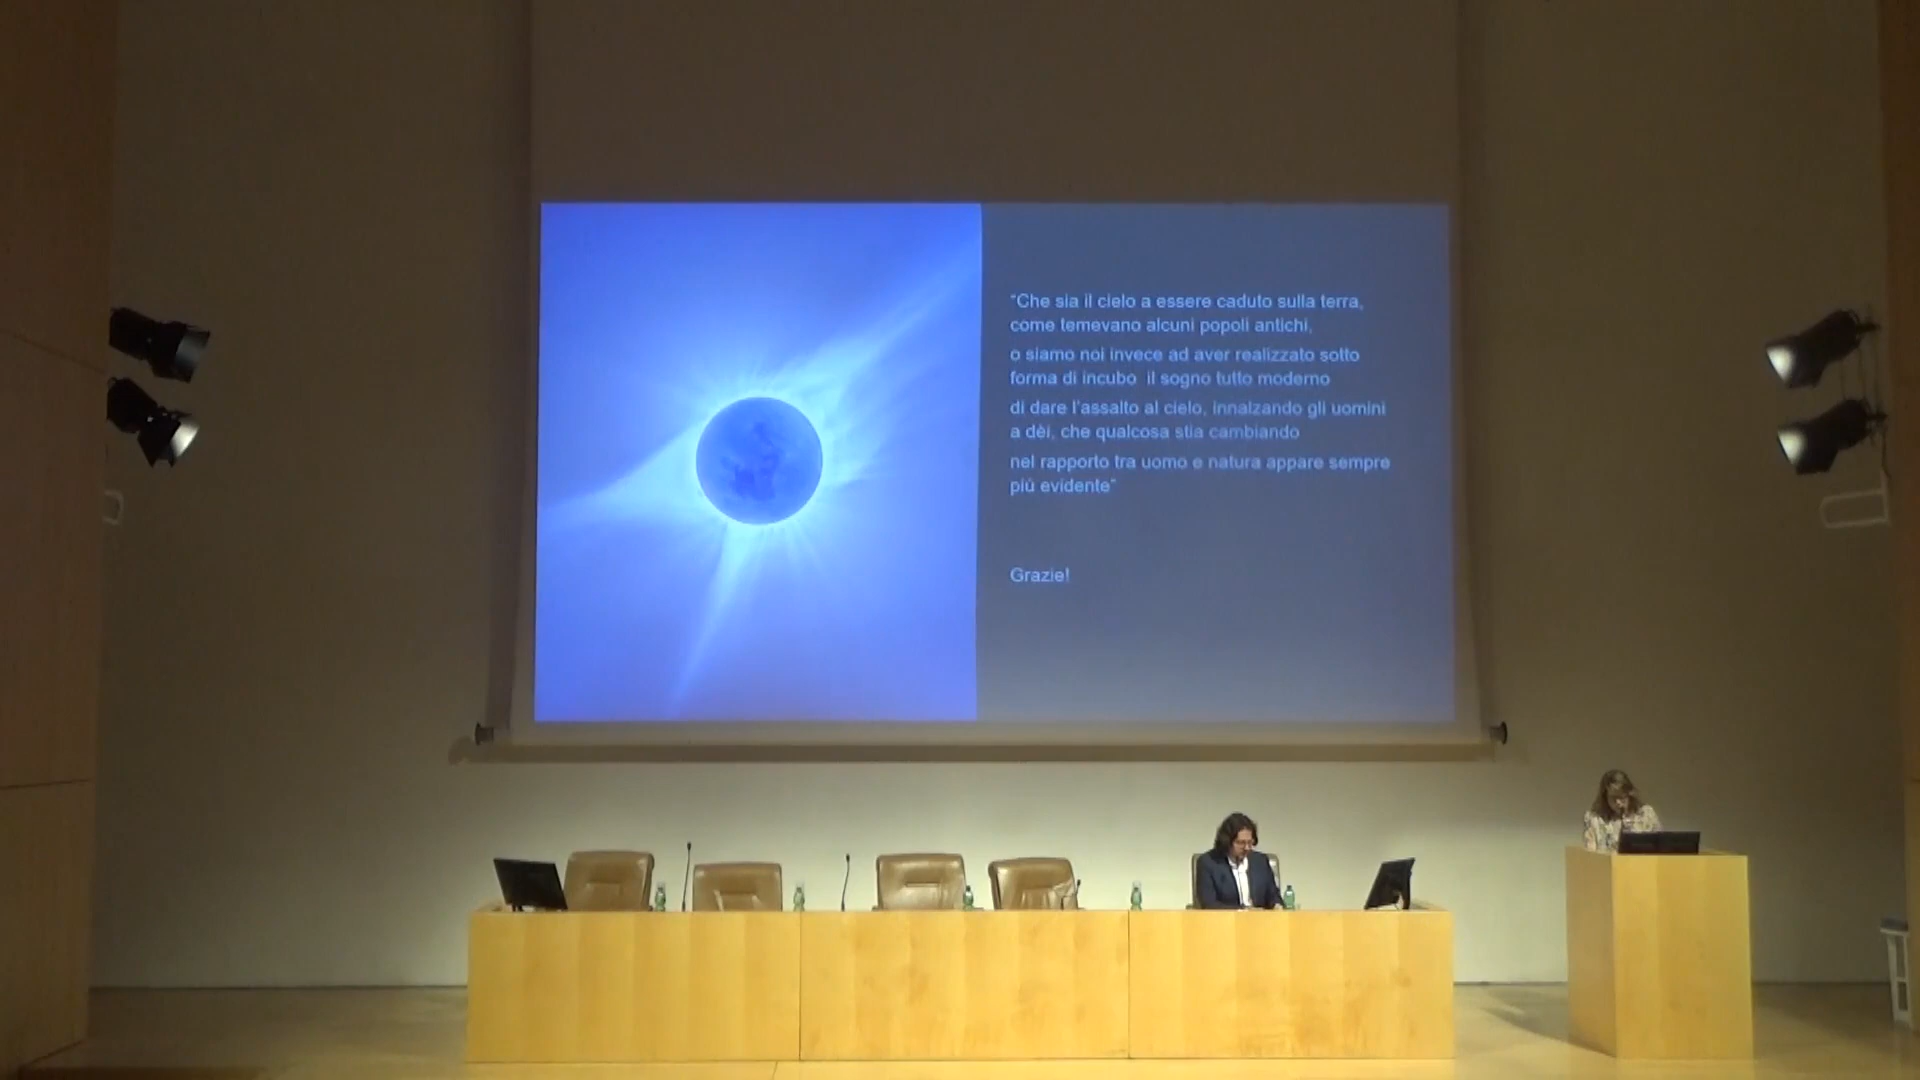 “Che sia il cielo a essere caduto sulla terra,
come temevano alcuni popoli antichi,
o siamo noi invece ad aver realizzato sotto
forma di incubo il sogno tutto moderno
di dare l’assalto al cielo, innalzando gli uomini
a dèi, che qualcosa stia cambiando
nel rapporto tra uomo e natura appare sempre
più evidente”
Grazie!